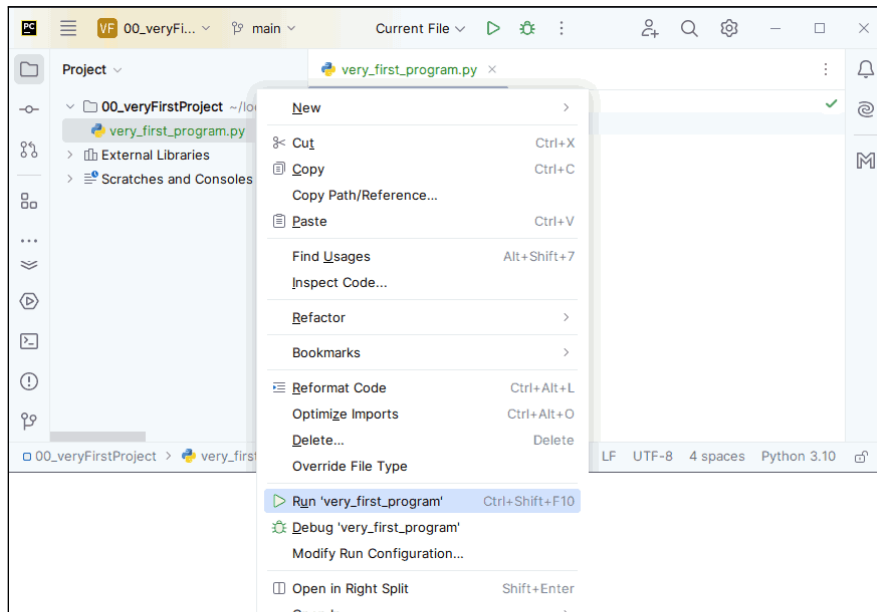 PC
VF 00_veryFi... main Current File
Project
very_first_program.py
00_veryFirstProject ~/lo
very_first_program.py
External Libraries
Scratches and Consoles
New
Cut Ctrl+X
Copy Ctrl+C
Copy Path/Reference...
Paste Ctrl+V
Find Usages Alt+Shift+7
Inspect Code...
Refactor
Bookmarks
Reformat Code Ctrl+Alt+L
Optimize Imports Ctrl+Alt+O
Delete... Delete
Override File Type
00_veryFirstProject > very_first LF UTF-8 4 spaces Python 3.10
Run 'very_first_program' Ctrl+Shift+F10
Debug 'very_first_program'
Modify Run Configuration...
Open in Right Split Shift+Enter